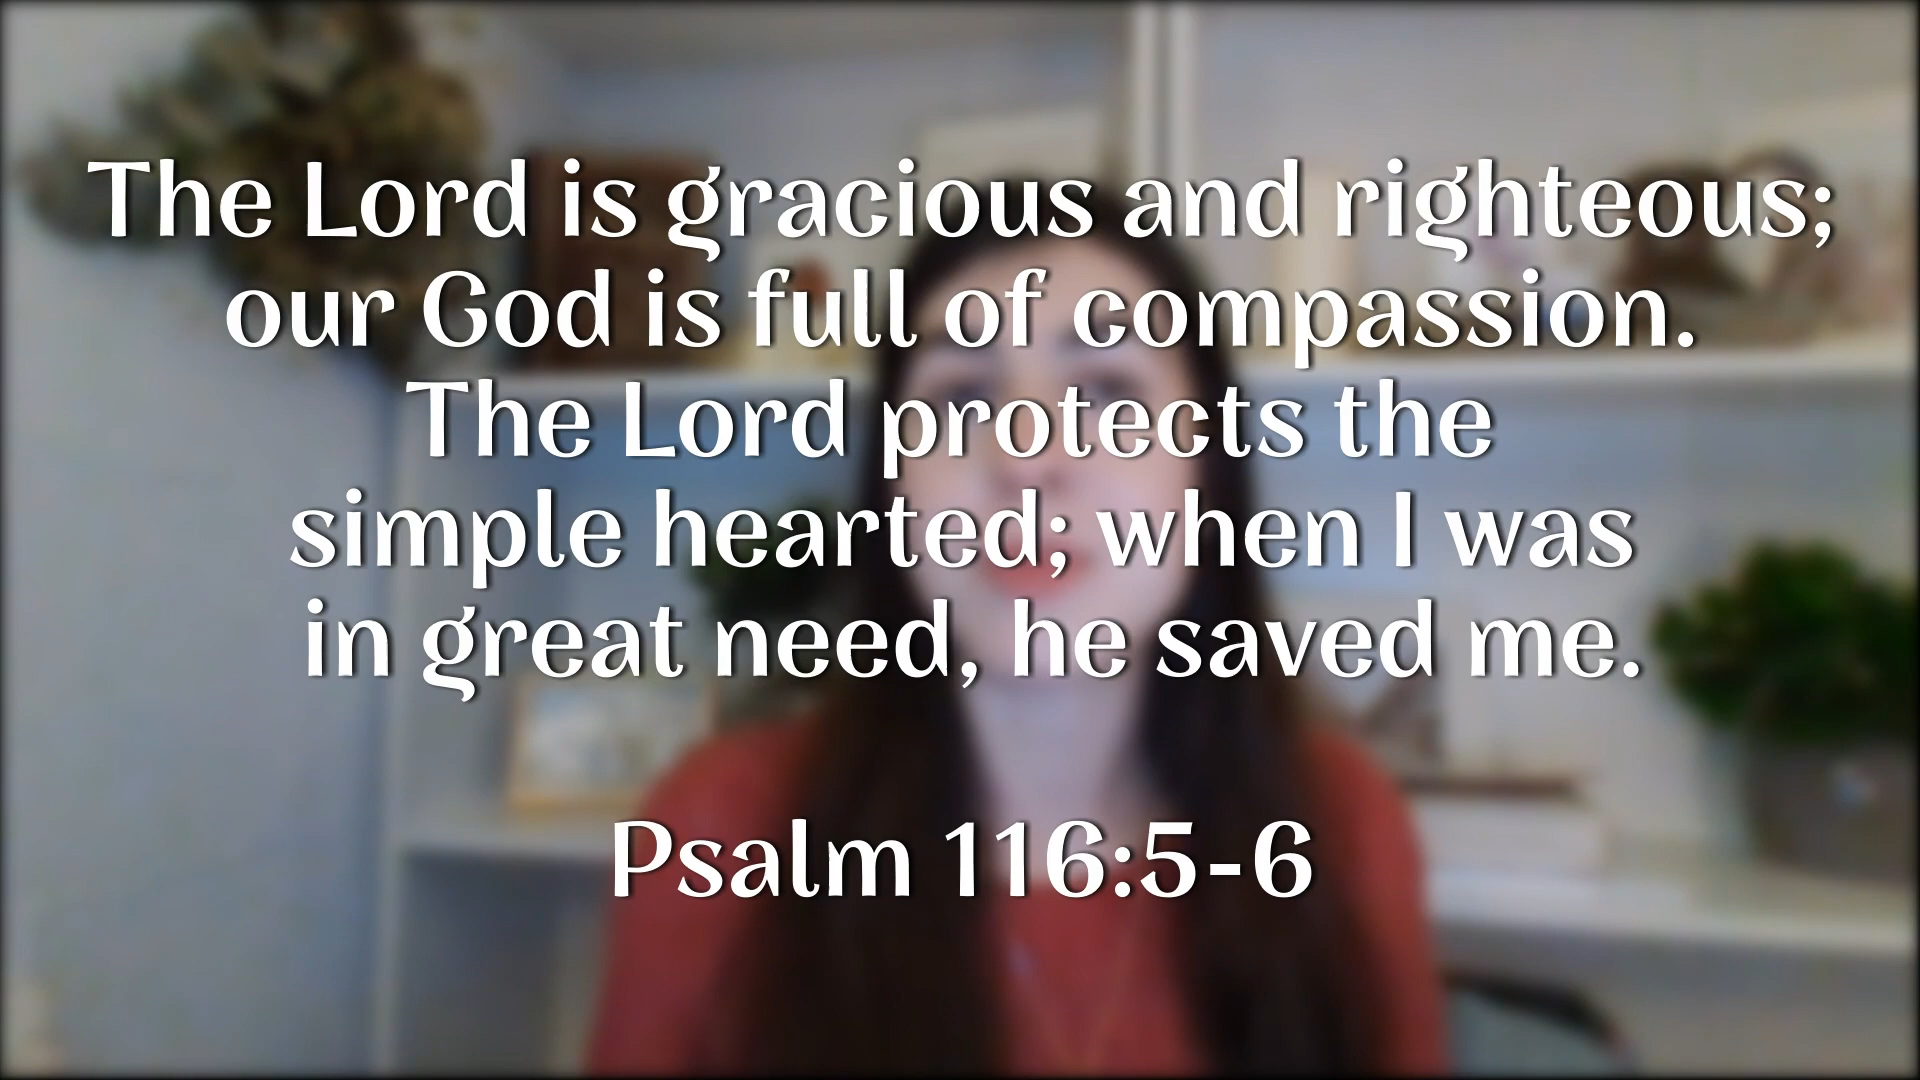 The Lord is gracious and righteous;
our God is full of compassion.
The Lord protects the
simple hearted; when I was
in great need, he saved me.
Psalm 116:5-6